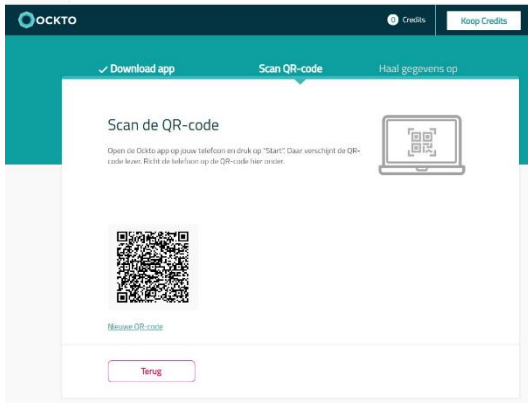 OCKTO
0 Credits
Koop Credits
Download app
Scan QR-code
Haal gegevens op
Scan de QR-code
Open de Ockto app op jouw telefoon en druk op "Start". Daar verschijnt de QR-
code lezer. Richt de telefoon op de QR-code hier onder.
Nieuwe QR-code
Terug